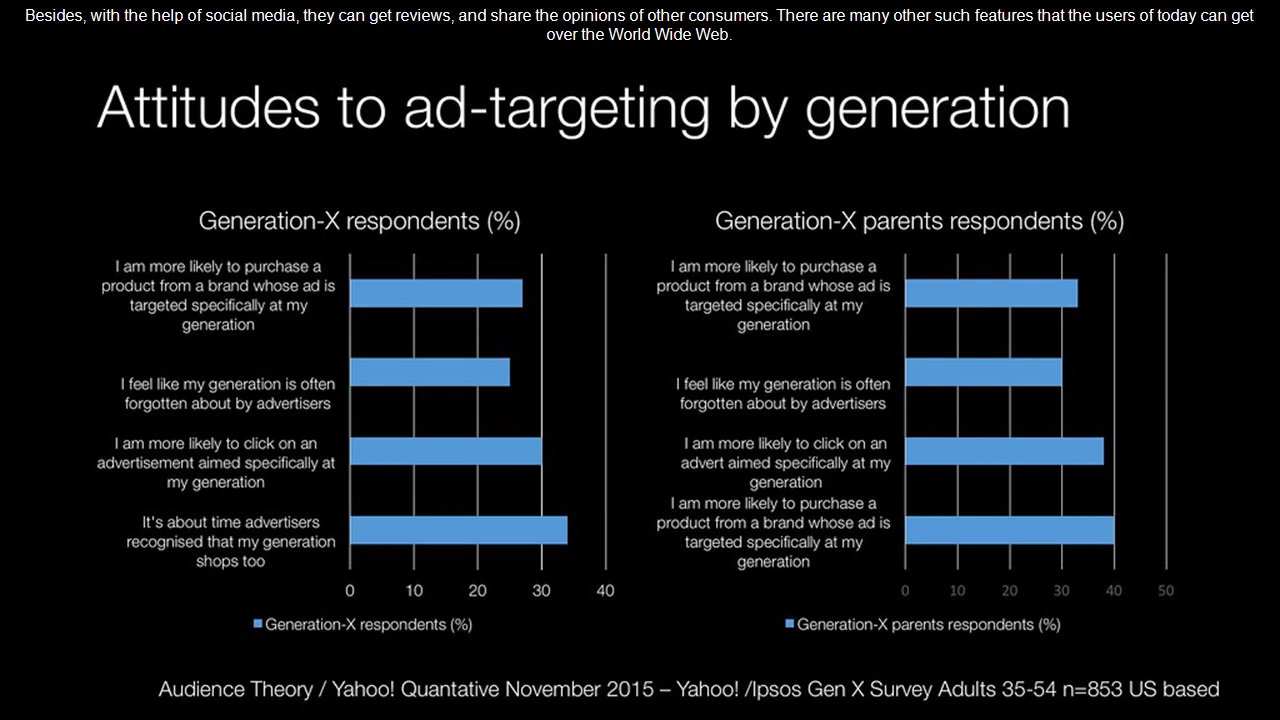 Besides, with the help of social media, they can get reviews, and share the opinions of other consumers. There are many other such features that the users of today can get
over the World Wide Web.
Attitudes to ad-targeting by generation
Generation-X respondents (%)
I am more likely to purchase a
product from a brand whose ad is
targeted specifically at my
generation
I feel like my generation is often
forgotten about by advertisers
I am more likely to click on an
advertisement aimed specifically at
my generation
It's about time advertisers
recognised that my generation
shops too
0 10 20 30 40
Generation-X respondents (%)
Generation-X parents respondents (%)
I am more likely to purchase a
product from a brand whose ad is
targeted specifically at my
generation
I feel like my generation is often
forgotten about by advertisers
I am more likely to click on an
advert aimed specifically at my
generation
I am more likely to purchase a
product from a brand whose ad is
targeted specifically at my
generation
0 10 20 30 40 50
Generation-X parents respondents (%)
Audience Theory / Yahoo! Quantative November 2015 – Yahoo! /Ipsos Gen X Survey Adults 35-54 n=853 US based